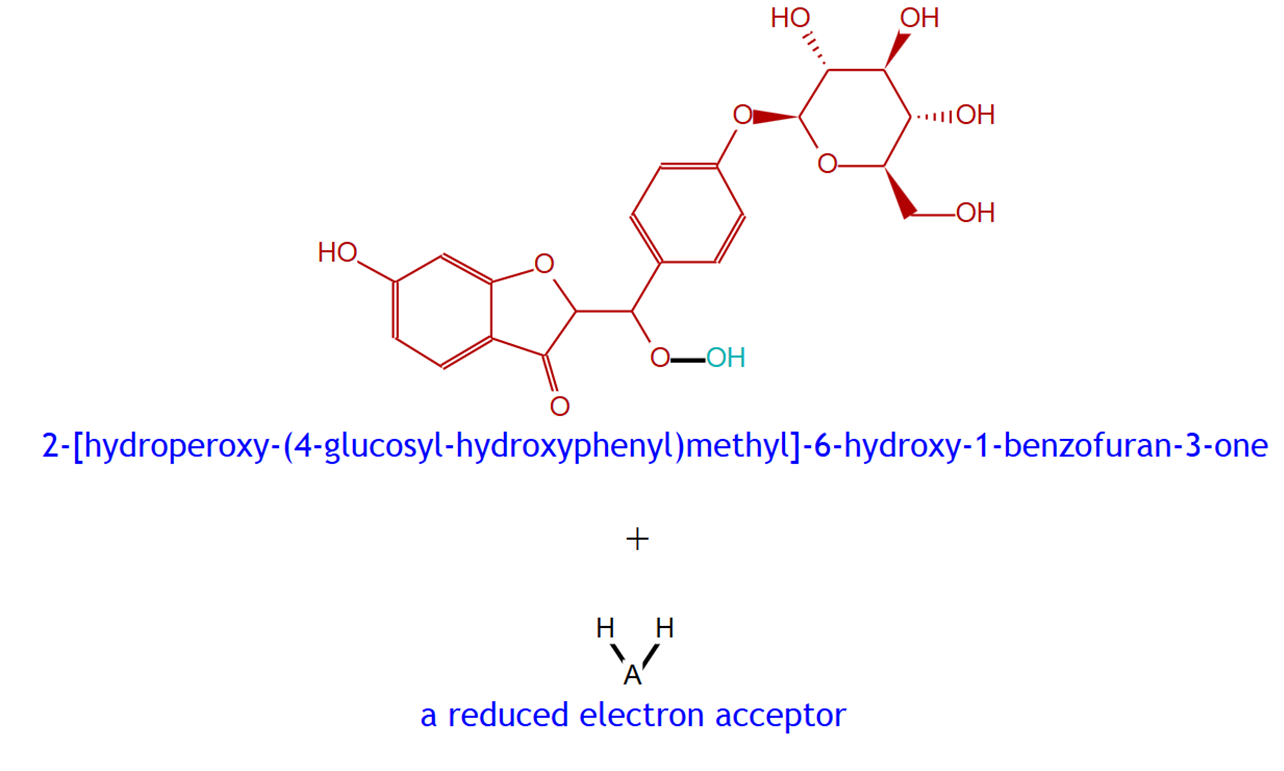 HO OH
O OH
O
OH
HO O
O OH
O
2-[hydroperoxy-(4-glucosyl-hydroxyphenyl)methyl]-6-hydroxy-1-benzofuran-3-one
+
H H
A
a reduced electron acceptor